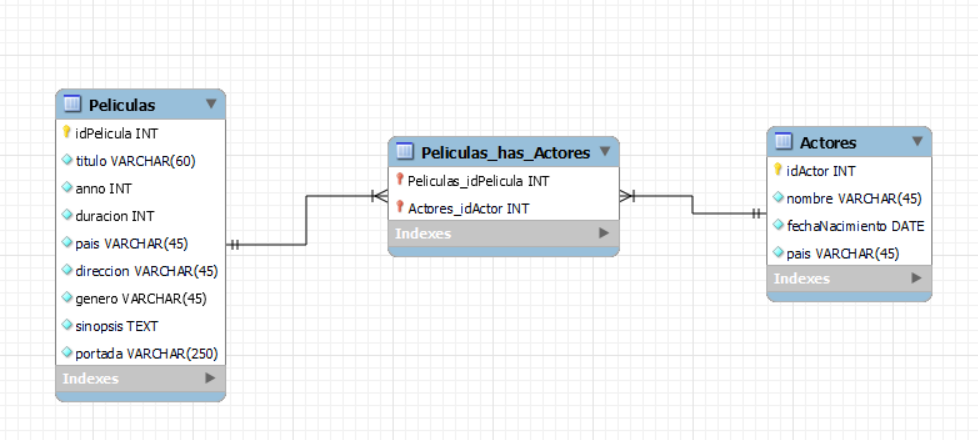 Peliculas
idPelicula INT
titulo VARCHAR(60)
anno INT
duracion INT
pais VARCHAR(45)
direccion VARCHAR(45)
genero VARCHAR(45)
sinopsis TEXT
portada VARCHAR(250)
Indexes
Peliculas_has_Actores
Peliculas_idPelicula INT
Actores_idActor INT
Indexes
Actores
idActor INT
nombre VARCHAR(45)
fechaNacimiento DATE
pais VARCHAR(45)
Indexes